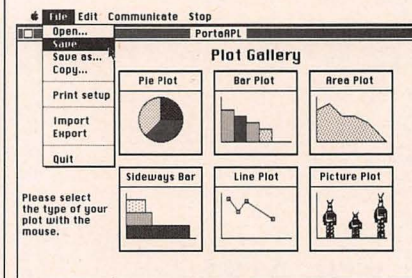 File Edit Communicate Stop
PortaAPL
Open...
Save
Save as...
Copy...
Print setup
Import
Export
Quit
Plot Gallery
Pie Plot
Bar Plot
Area Plot
Sideways Bar
Line Plot
Picture Plot
Please select
the type of your
plot with the
mouse.